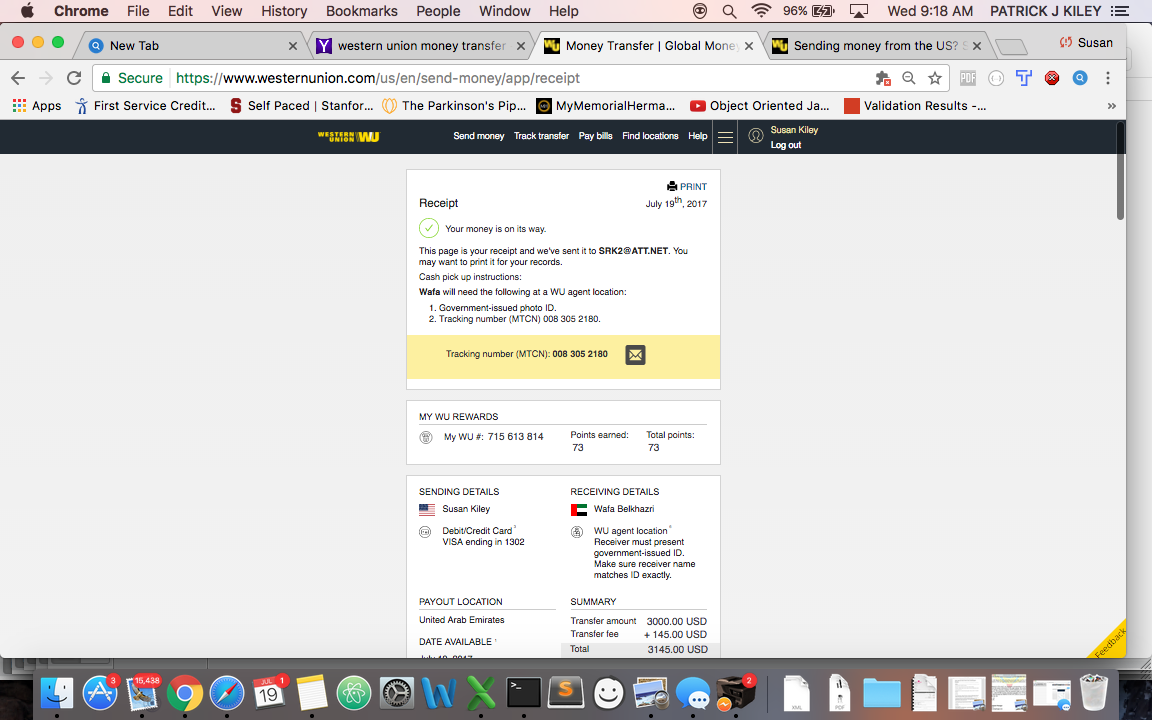 Chrome File Edit View History Bookmarks People Window Help 96% Wed 9:18 AM PATRICK J KILEY
New Tab western union money transfer Money Transfer | Global Money Sending money from the US? S Susan
Secure https://www.westernunion.com/us/en/send-money/app/receipt
Apps First Service Credit... Self Paced | Stanfor... The Parkinson's Pip... MyMemorialHerma... Object Oriented Ja... Validation Results -... »
WESTERN UNION WU Send money Track transfer Pay bills Find locations Help Susan Kiley
Log out
PRINT
Receipt July 19th, 2017
Your money is on its way.
This page is your receipt and we've sent it to SRK2@ATT.NET. You
may want to print it for your records.
Cash pick up instructions:
Wafa will need the following at a WU agent location:
1. Government-issued photo ID.
2. Tracking number (MTCN) 008 305 2180.
Tracking number (MTCN): 008 305 2180
MY WU REWARDS
My WU #: 715 613 814 Points earned: Total points:
73 73
SENDING DETAILS RECEIVING DETAILS
Susan Kiley Wafa Belkhazri
Debit/Credit Card WU agent location
VISA ending in 1302 Receiver must present
government-issued ID.
Make sure receiver name
matches ID exactly.
PAYOUT LOCATION SUMMARY
United Arab Emirates Transfer amount 3000.00 USD
Transfer fee + 145.00 USD
DATE AVAILABLE Total 3145.00 USD
Feedback
3 15,438 JUL 19 1 2
XML PDF